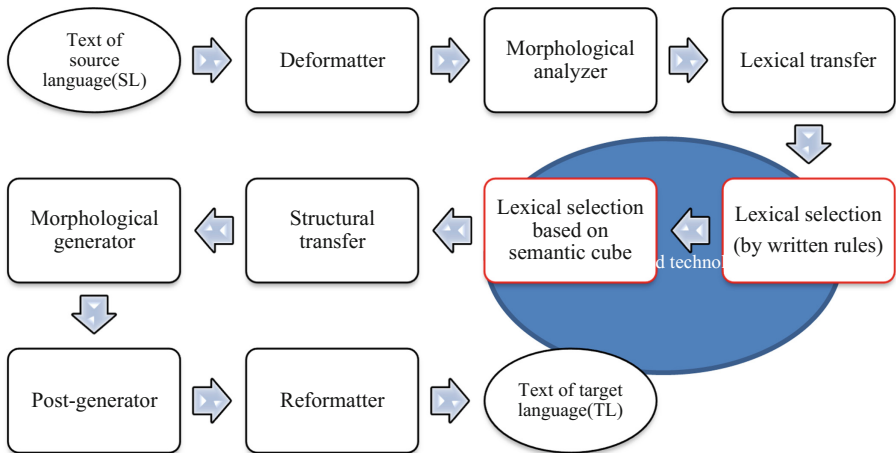 Text of
source
language(SL)
Deformatter
Morphological
analyzer
Lexical transfer
Lexical selection
(by written rules)
Lexical selection
based on
semantic cube
Structural
transfer
Morphological
generator
Post-generator
Reformatter
Text of target
language(TL)